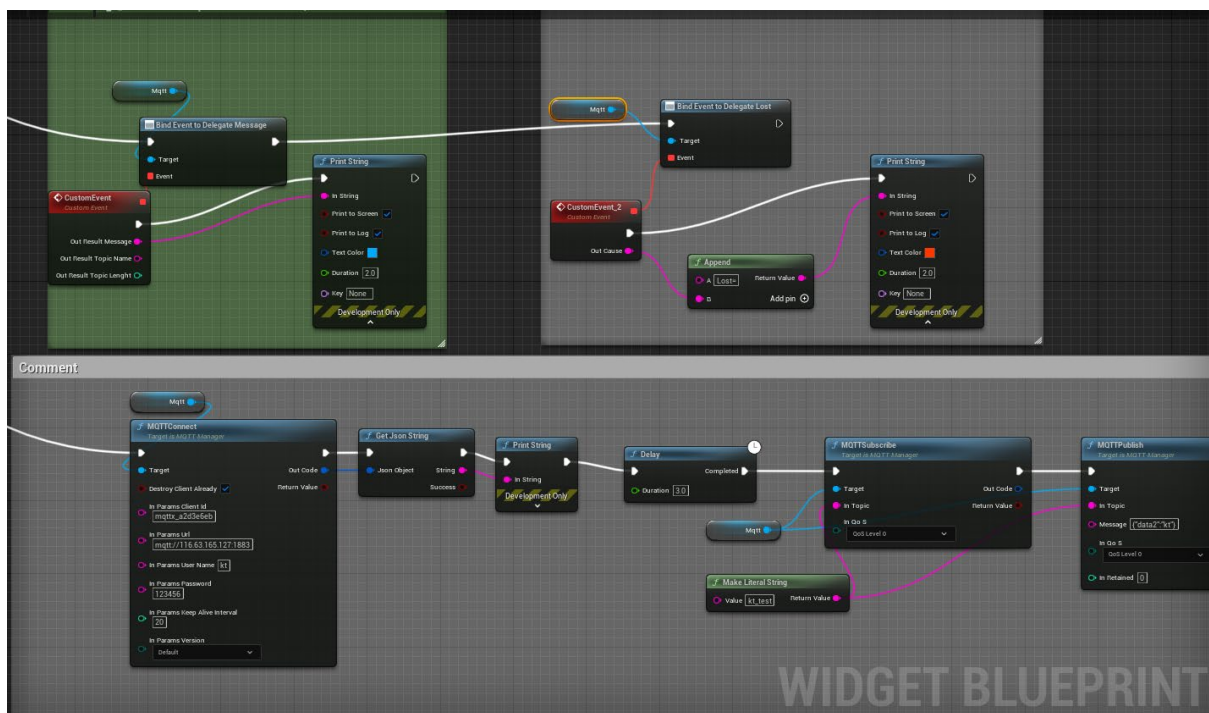 Mqtt
Bind Event to Delegate Message
Target
Event
CustomEvent
Custom Event
Out Result Message
Out Result Topic Name
Out Result Topic Lenght
Print String
In String
Print to Screen
Print to Log
Text Color
Duration 2.0
Key None
Development Only
Mqtt
Bind Event to Delegate Lost
Target
Event
CustomEvent_2
Custom Event
Out Cause
Append
A Lost= Return Value
B Add pin
Print String
In String
Print to Screen
Print to Log
Text Color
Duration 2.0
Key None
Development Only
Comment
Mqtt
MQTTConnect
Target is MQTT Manager
Target Out Code
Destroy Client Already Return Value
In Params Client Id
mqttx_a2d3e6eb
In Params Url
mqtt://116.63.165.127:1883
In Params User Name kt
In Params Password
123456
In Params Keep Alive Interval
20
In Params Version
Default
Get Json String
Json Object String
Success
Print String
In String
Development Only
Delay
Completed
Duration 3.0
Mqtt
Make Literal String
Value kt_test Return Value
MQTTSubscribe
Target is MQTT Manager
Target Out Code
In Topic Return Value
In Qo S
QoS Level 0
MQTTPublish
Target is MQTT Manager
Target
In Topic
Message {"data2":"kt"}
In Qo S
QoS Level 0
In Retained 0
WIDGET BLUEPRINT